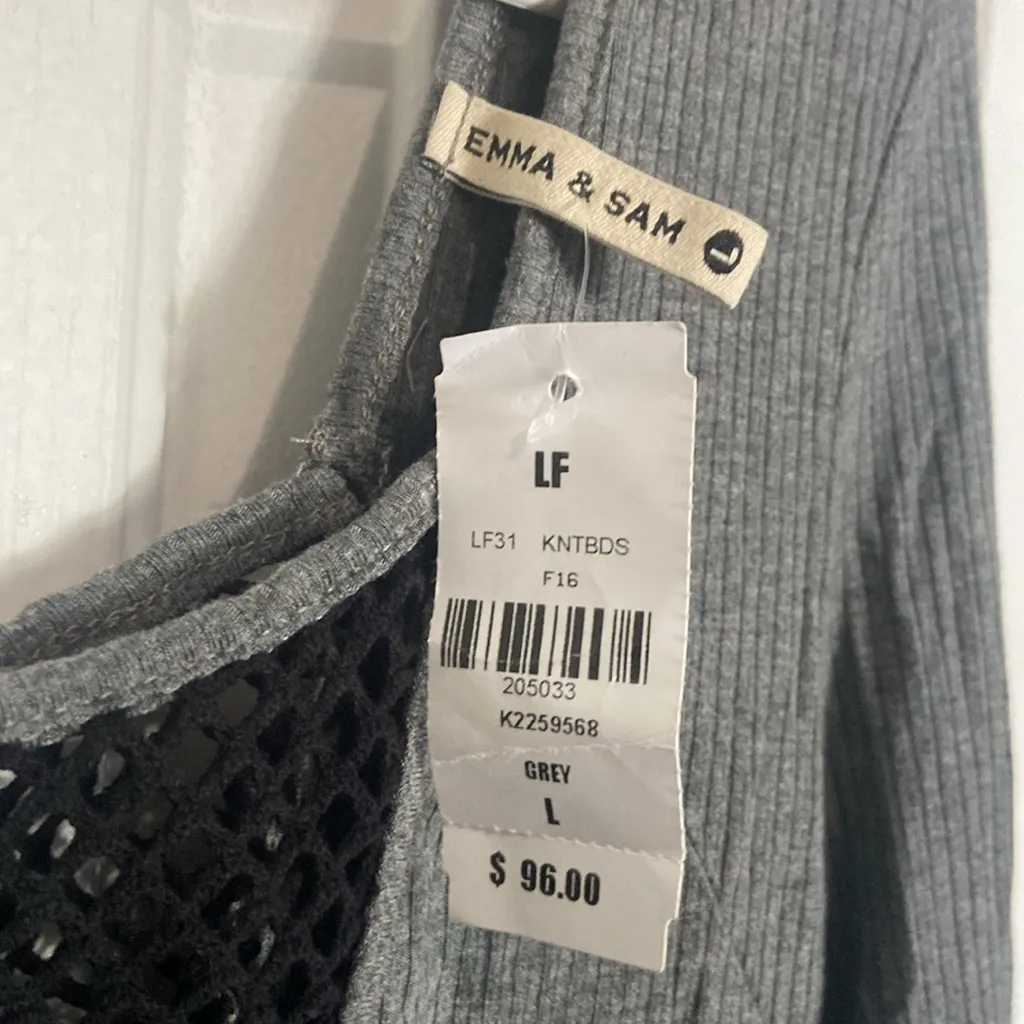 EMMA & SAM L
LF
LF31 KNTBDS
F16
205033
K2259568
GREY
L
$ 96.00